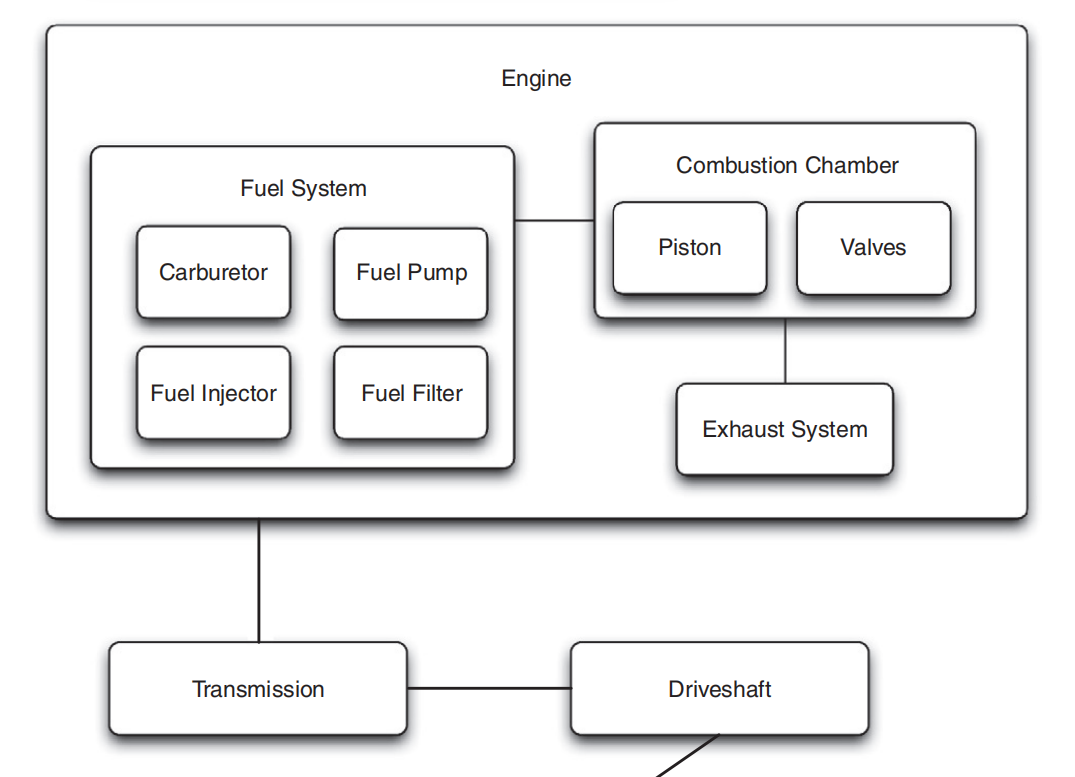 Engine
Fuel System
Combustion Chamber
Carburetor
Fuel Pump
Piston
Valves
Fuel Injector
Fuel Filter
Exhaust System
Transmission
Driveshaft